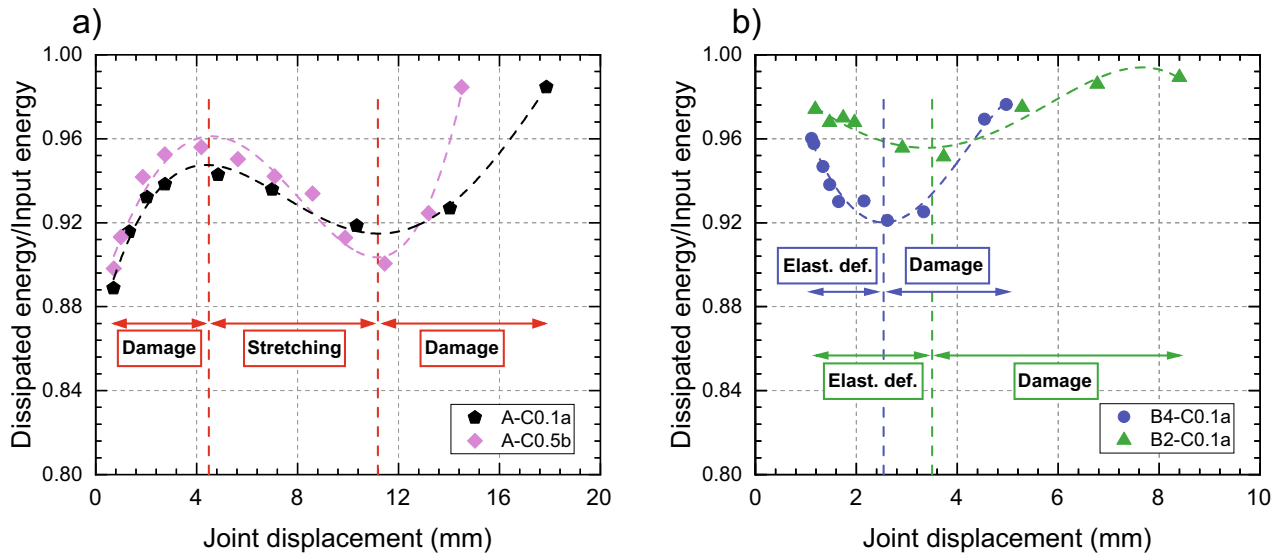 a)
Dissipated energy/Input energy
1.00
0.96
0.92
0.88
0.84
0.80
Damage
Stretching
Damage
A-C0.1a
A-C0.5b
0 4 8 12 16 20
Joint displacement (mm)
b)
Dissipated energy/Input energy
1.00
0.96
0.92
0.88
0.84
0.80
Elast. def.
Damage
Elast. def.
Damage
B4-C0.1a
B2-C0.1a
0 2 4 6 8 10
Joint displacement (mm)